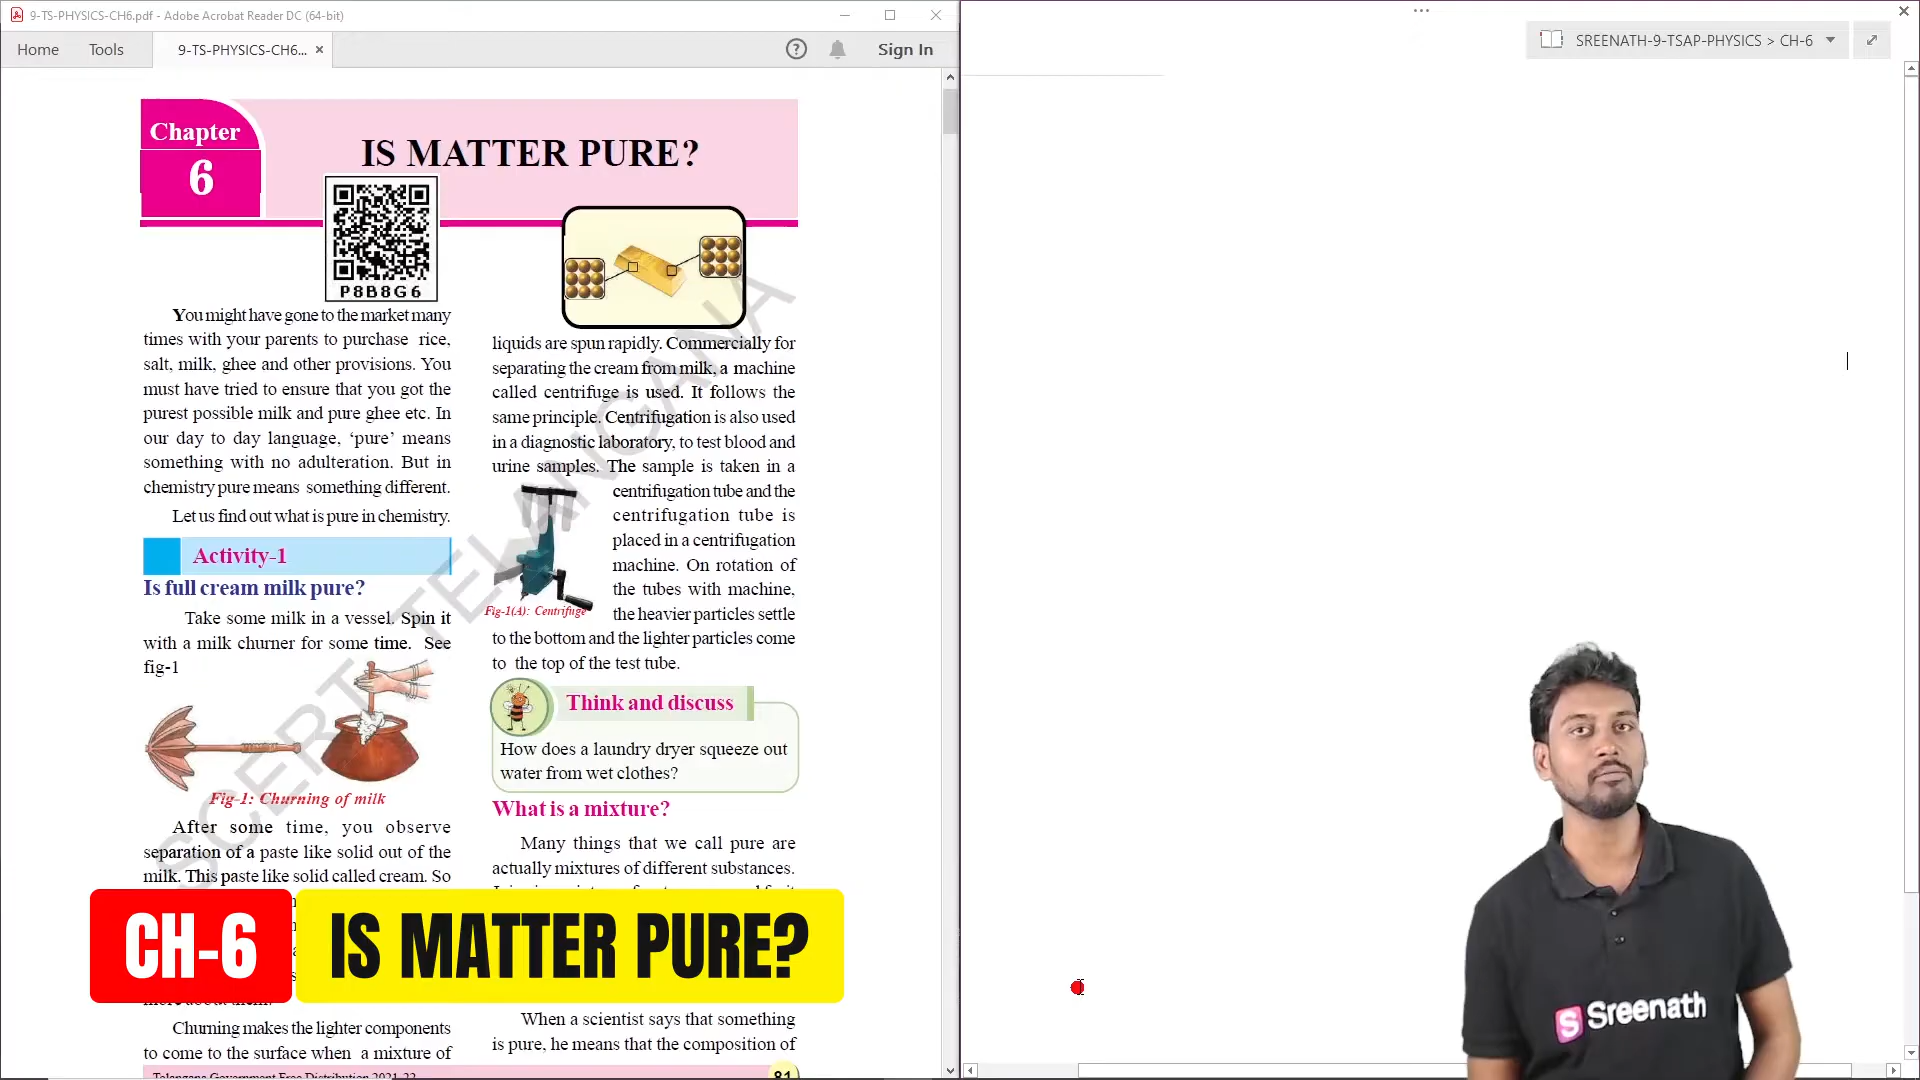 9-TS-PHYSICS-CH6.pdf - Adobe Acrobat Reader DC (64-bit)
Home
Tools
9-TS-PHYSICS-CH6...
Sign In
SREENATH-9-TSAP-PHYSICS > CH-6
Chapter
6
IS MATTER PURE?
P8B8G6
You might have gone to the market many
times with your parents to purchase rice,
salt, milk, ghee and other provisions. You
must have tried to ensure that you got the
purest possible milk and pure ghee etc. In
our day to day language, ‘pure’ means
something with no adulteration. But in
chemistry pure means something different.
Let us find out what is pure in chemistry.
Activity-1
Is full cream milk pure?
Take some milk in a vessel. Spin it
with a milk churner for some time. See
fig-1
Fig-1: Churning of milk
After some time, you observe
separation of a paste like solid out of the
milk. This paste like solid called cream. So
more about them.
Churning makes the lighter components
to come to the surface when a mixture of
Telangana Government Free Distribution 2021-22
liquids are spun rapidly. Commercially for
separating the cream from milk, a machine
called centrifuge is used. It follows the
same principle. Centrifugation is also used
in a diagnostic laboratory, to test blood and
urine samples. The sample is taken in a
centrifugation tube and the
centrifugation tube is
placed in a centrifugation
machine. On rotation of
the tubes with machine,
the heavier particles settle
Fig-1(A): Centrifuge
to the bottom and the lighter particles come
to the top of the test tube.
Think and discuss
How does a laundry dryer squeeze out
water from wet clothes?
What is a mixture?
Many things that we call pure are
actually mixtures of different substances.
When a scientist says that something
is pure, he means that the composition of
81
SCERT TELANGANA
CH-6
IS MATTER PURE?
S Sreenath